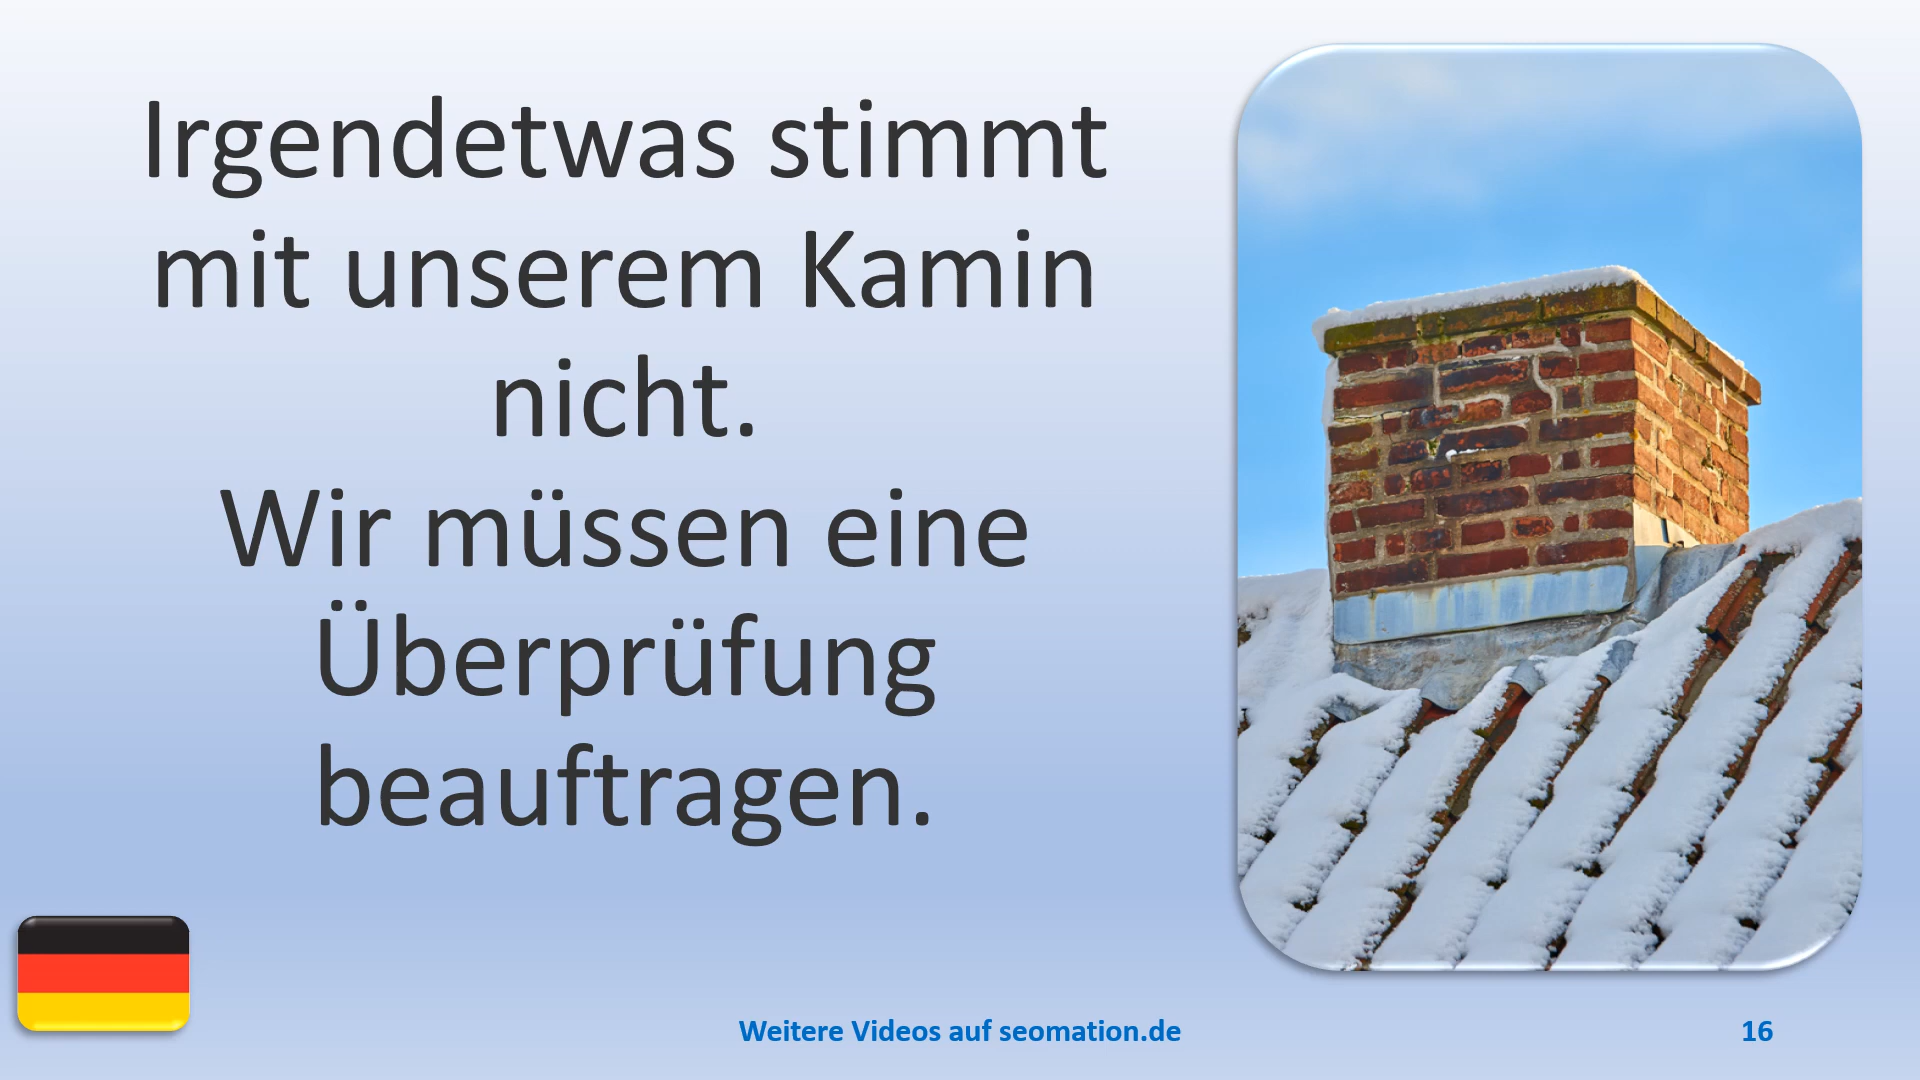 Irgendetwas stimmt
mit unserem Kamin
nicht.
Wir müssen eine
Überprüfung
beauftragen.
Weitere Videos auf seomation.de
16